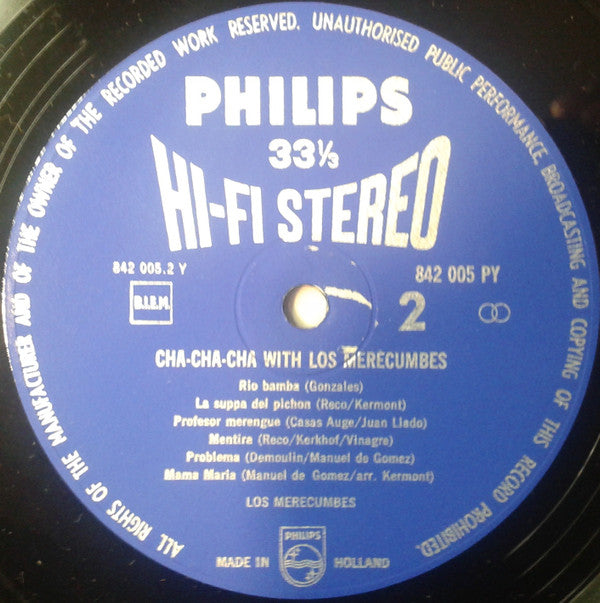 ALL RIGHTS OF THE MANUFACTURER AND OF THE OWNER OF THE RECORDED WORK RESERVED. UNAUTHORISED PUBLIC PERFORMANCE, BROADCASTING AND COPYING OF THIS RECORD PROHIBITED.
PHILIPS
33⅓
HI-FI STEREO
842 005.2 Y
842 005 PY
B.I.E.M.
2
CHA-CHA-CHA WITH LOS MERECUMBES
Rio bamba (Gonzales)
La suppa del pichon (Reco/Kermont)
Profesor merengue (Casas Auge/Juan Llado)
Mentira (Reco/Kerkhof/Vinagre)
Problema (Demoulin/Manuel de Gomez)
Mama Maria (Manuel de Gomez/arr. Kermont)
LOS MERECUMBES
PHILIPS
MADE IN HOLLAND